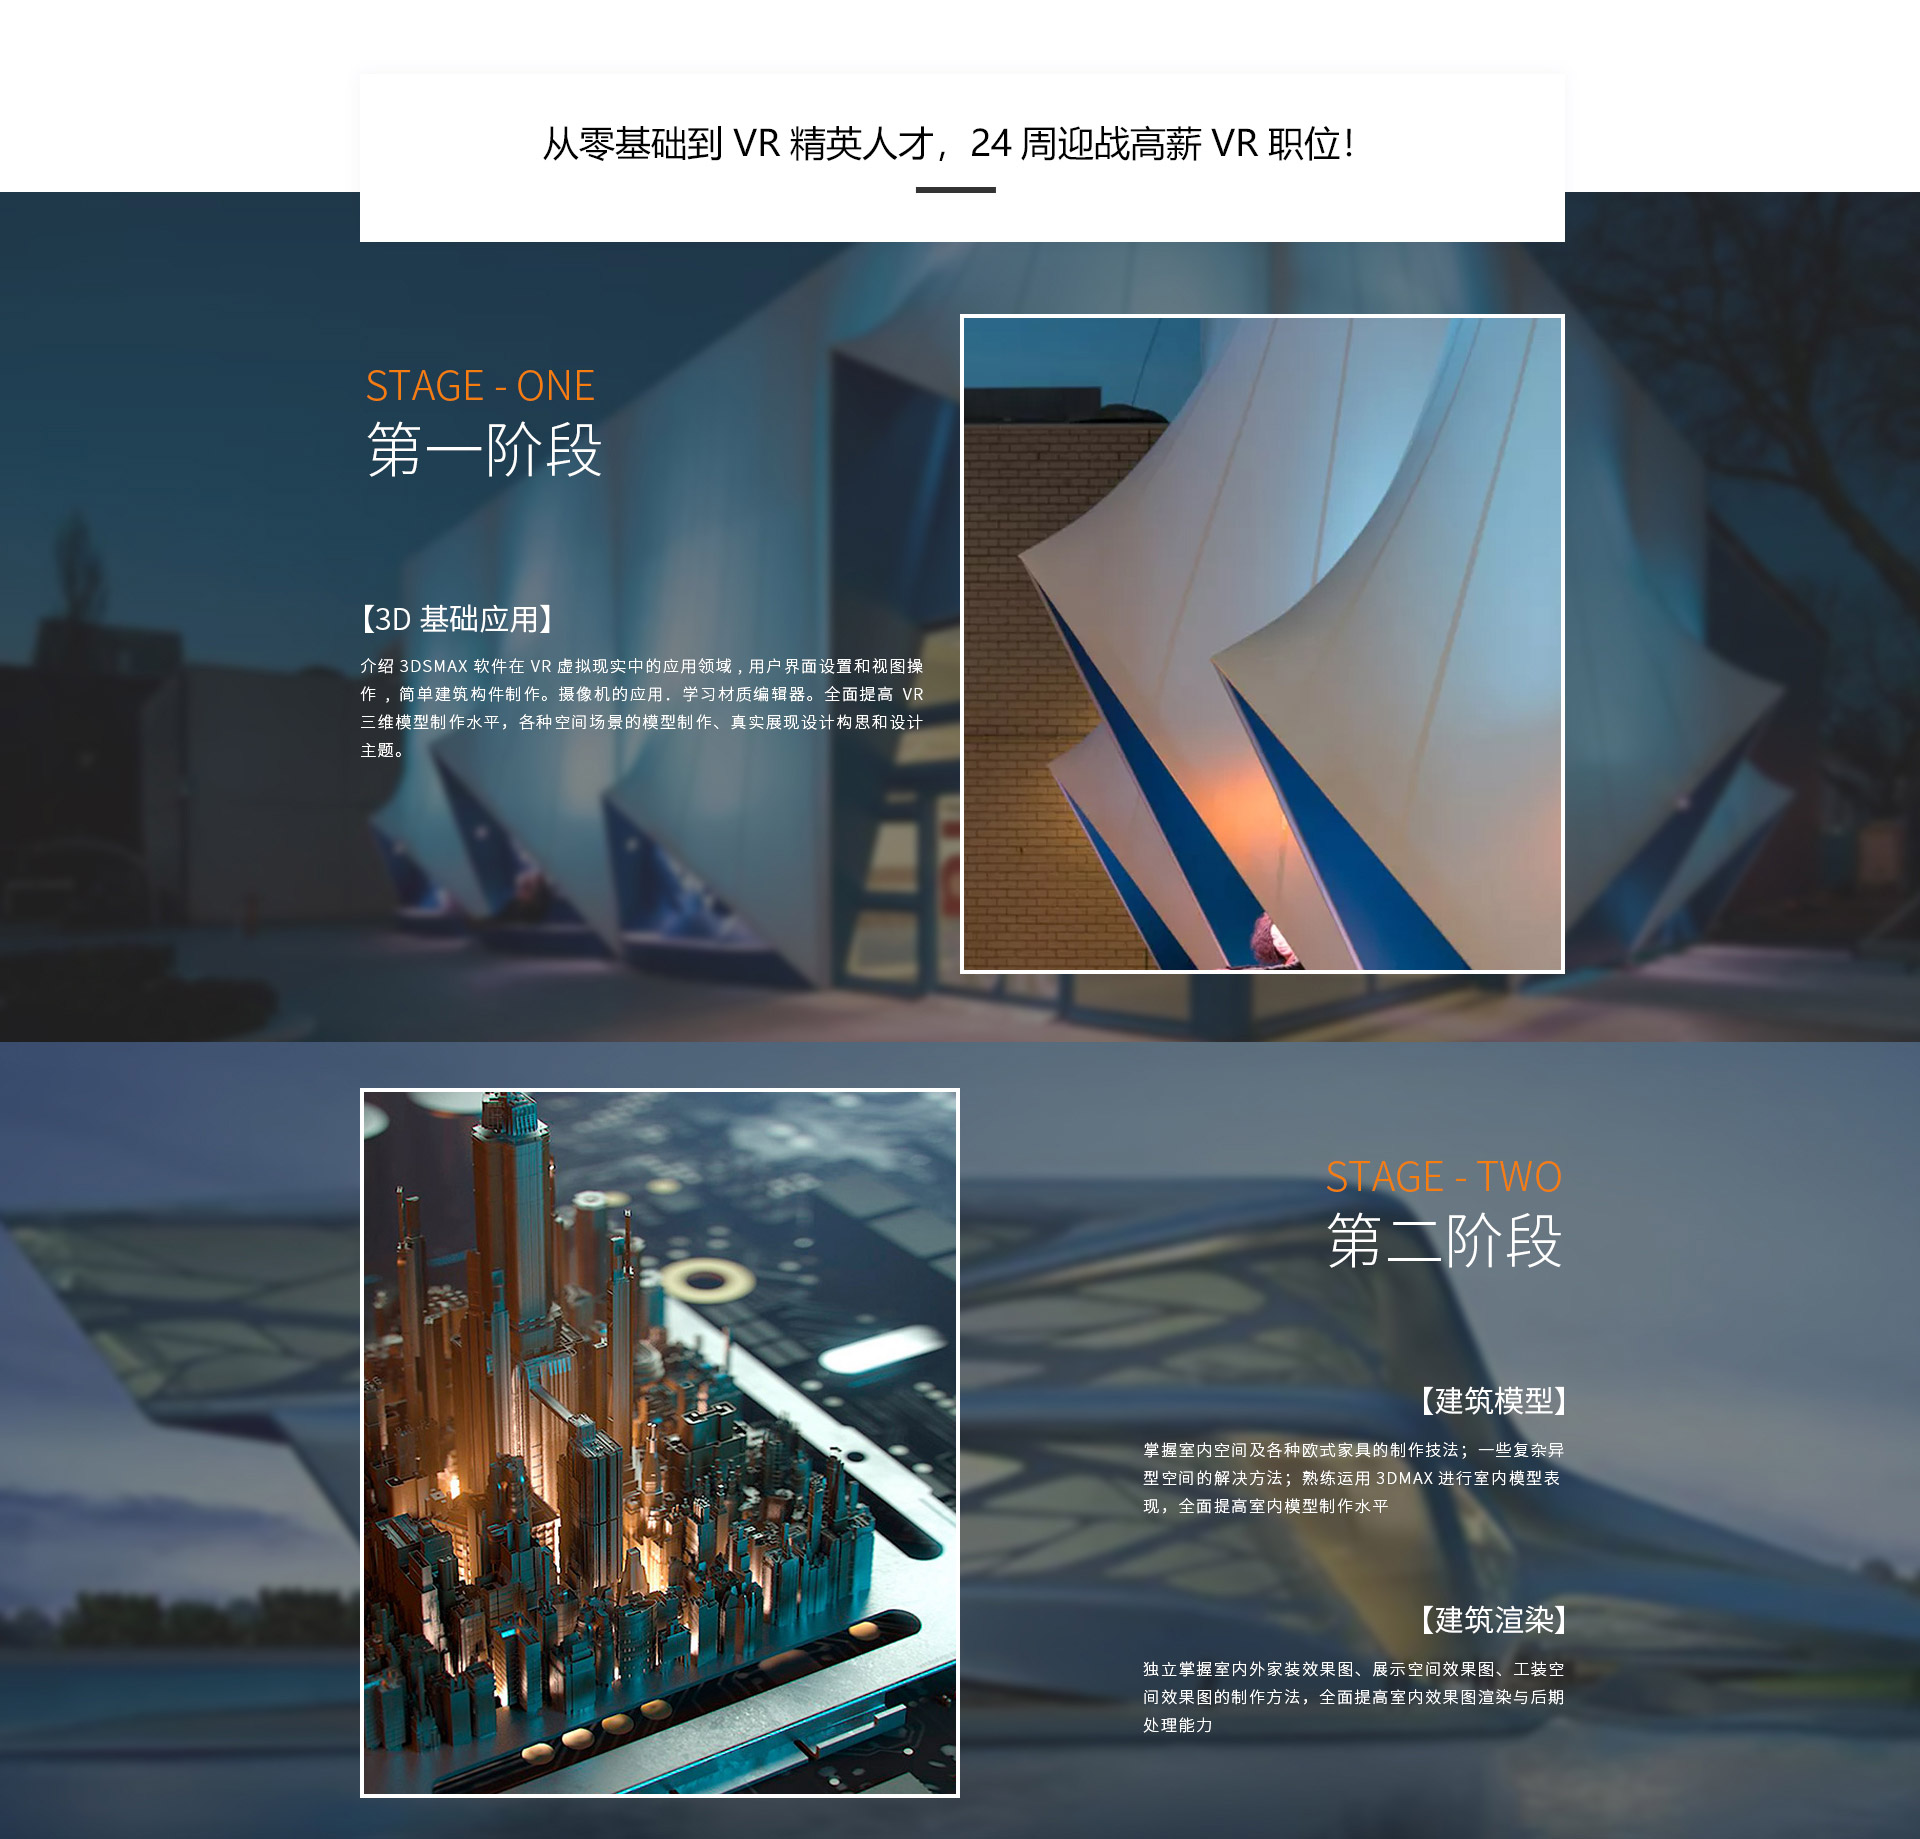 从零基础到 VR 精英人才，24 周迎战高薪 VR 职位！
STAGE - ONE
第一阶段
【3D 基础应用】
介绍 3DSMAX 软件在 VR 虚拟现实中的应用领域 , 用户界面设置和视图操
作 , 简单建筑构件制作。摄像机的应用．学习材质编辑器。全面提高 VR
三维模型制作水平，各种空间场景的模型制作、真实展现设计构思和设计
主题。
STAGE - TWO
第二阶段
【建筑模型】
掌握室内空间及各种欧式家具的制作技法；一些复杂异
型空间的解决方法；熟练运用 3DMAX 进行室内模型表
现，全面提高室内模型制作水平
【建筑渲染】
独立掌握室内外家装效果图、展示空间效果图、工装空
间效果图的制作方法，全面提高室内效果图渲染与后期
处理能力